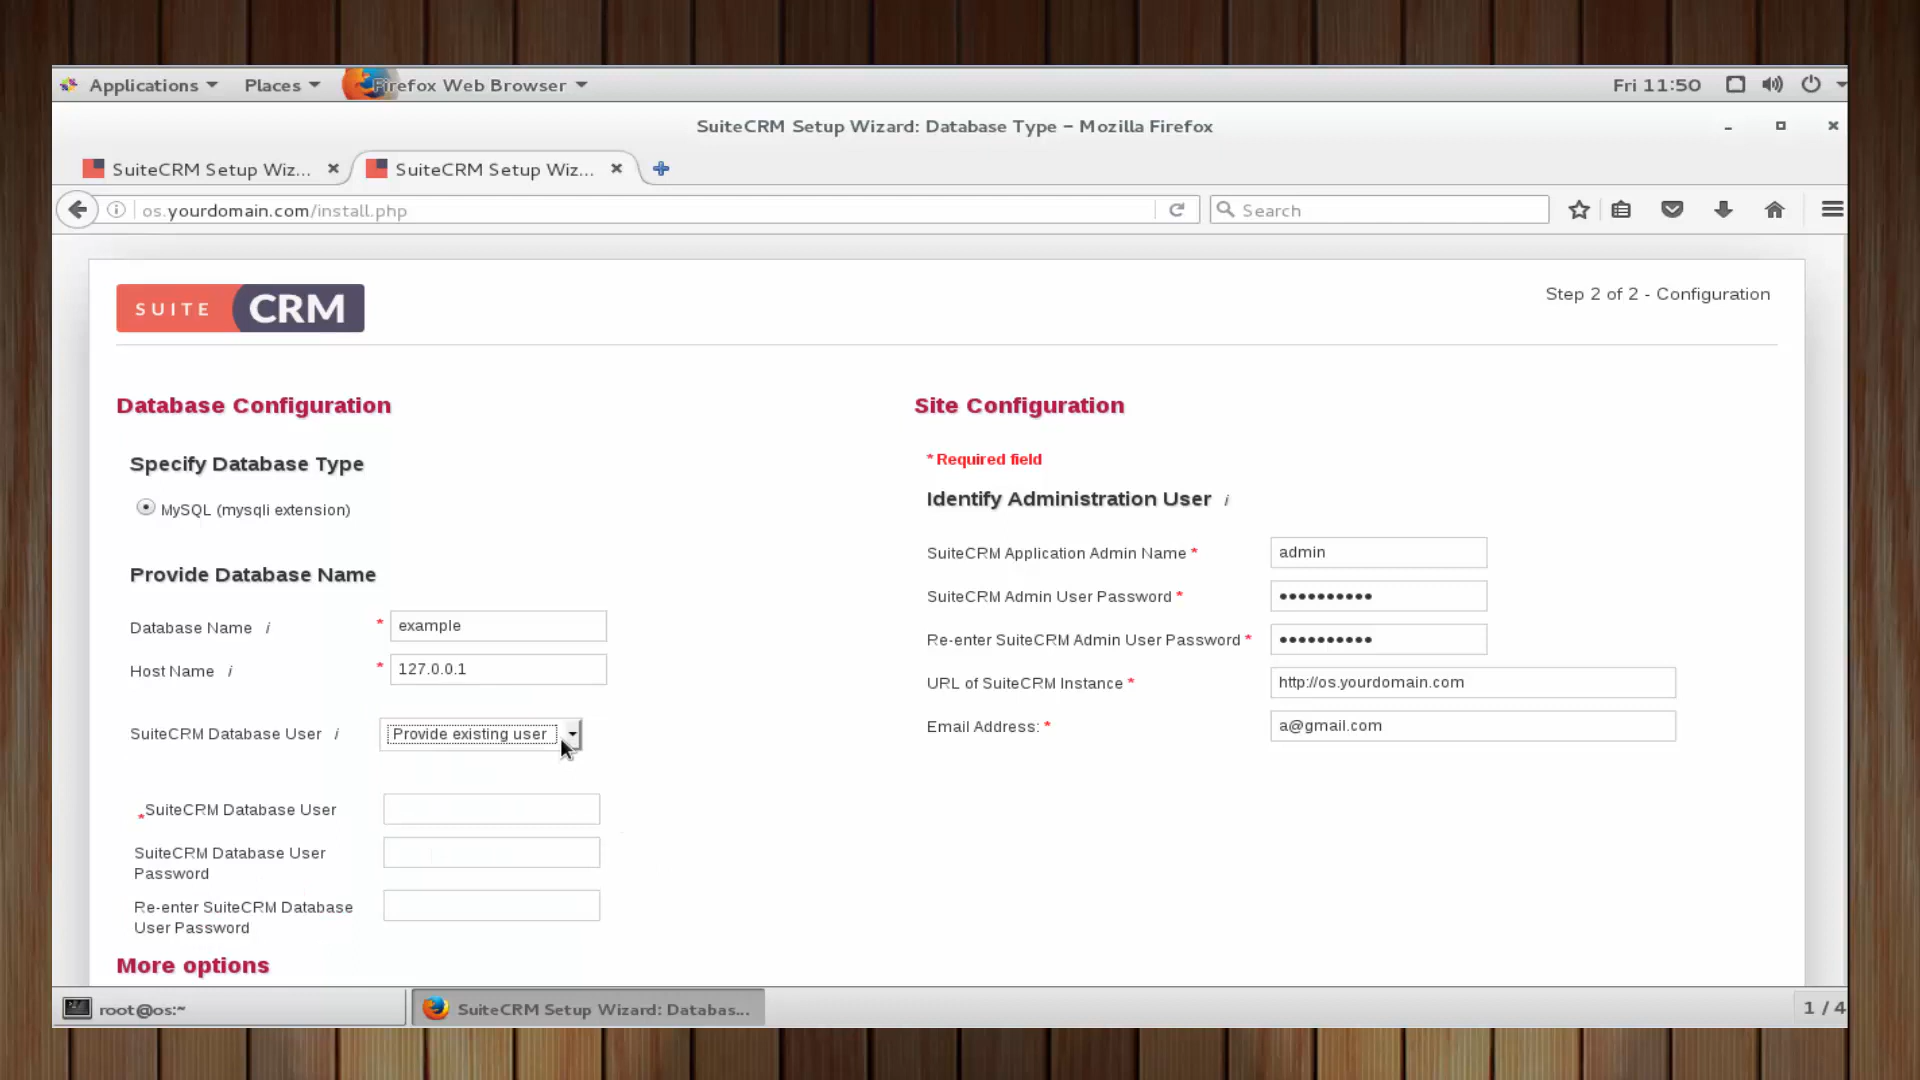 Applications Places Firefox Web Browser Fri 11:50
SuiteCRM Setup Wizard: Database Type – Mozilla Firefox
SuiteCRM Setup Wiz... SuiteCRM Setup Wiz...
os.yourdomain.com/install.php Search
SUITE CRM
Step 2 of 2 - Configuration
Database Configuration
Specify Database Type
MySQL (mysqli extension)
Provide Database Name
Database Name i * example
Host Name i * 127.0.0.1
SuiteCRM Database User i Provide existing user
*SuiteCRM Database User
SuiteCRM Database User
Password
Re-enter SuiteCRM Database
User Password
More options
Site Configuration
* Required field
Identify Administration User i
SuiteCRM Application Admin Name * admin
SuiteCRM Admin User Password * ●●●●●●●●●●
Re-enter SuiteCRM Admin User Password * ●●●●●●●●●●
URL of SuiteCRM Instance * http://os.yourdomain.com
Email Address: * a@gmail.com
root@os:~ SuiteCRM Setup Wizard: Databas... 1 / 4